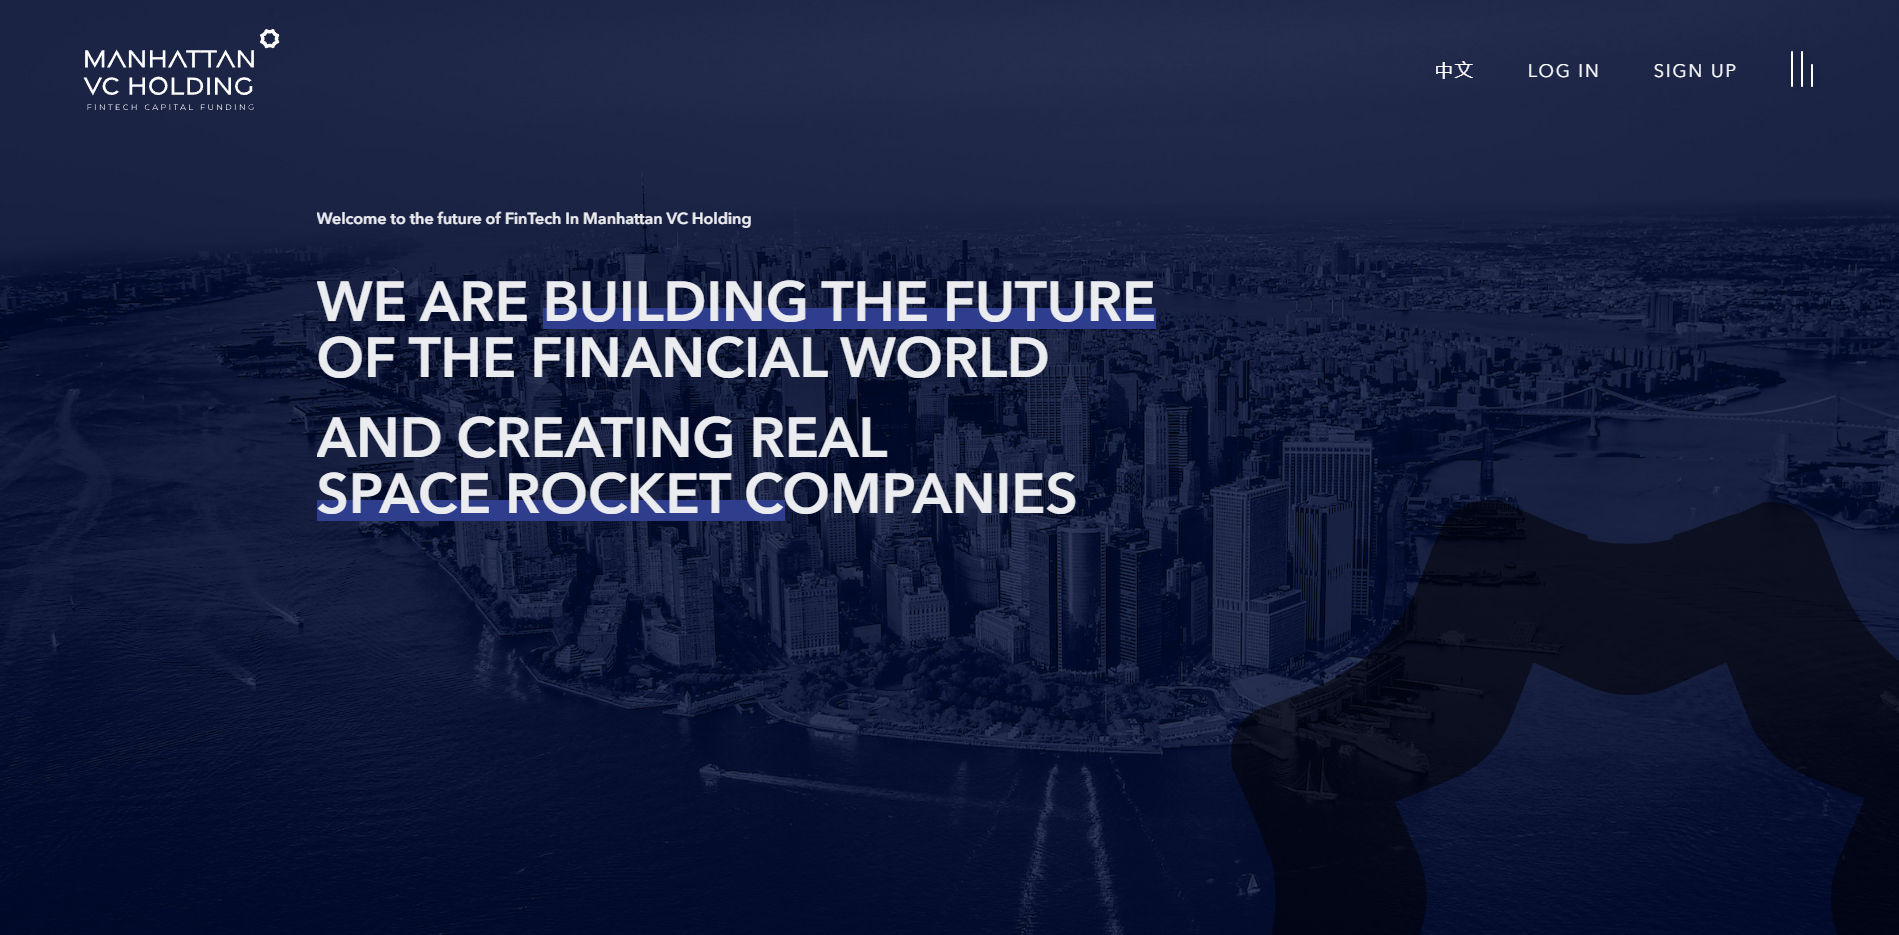 MANHATTAN
VC HOLDING
FINTECH CAPITAL FUNDING
中文 LOG IN SIGN UP
Welcome to the future of FinTech In Manhattan VC Holding
WE ARE BUILDING THE FUTURE
OF THE FINANCIAL WORLD
AND CREATING REAL
SPACE ROCKET COMPANIES